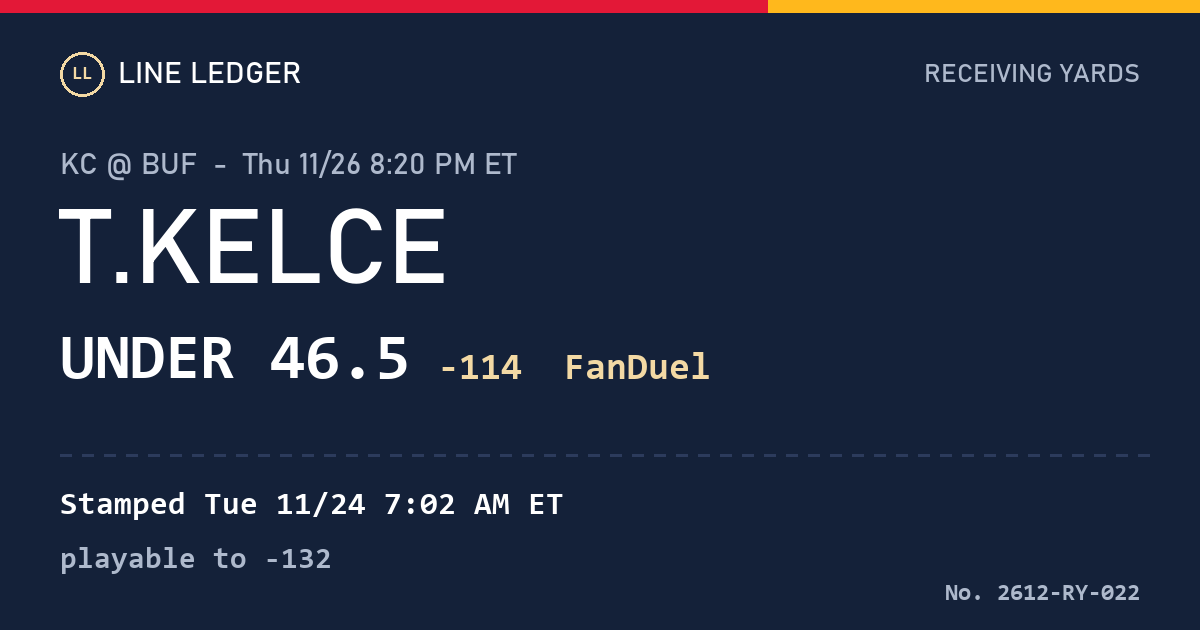 LL LINE LEDGER RECEIVING YARDS
KC @ BUF - Thu 11/26 8:20 PM ET
T.KELCE
UNDER 46.5 -114 FanDuel
Stamped Tue 11/24 7:02 AM ET
playable to -132
No. 2612-RY-022